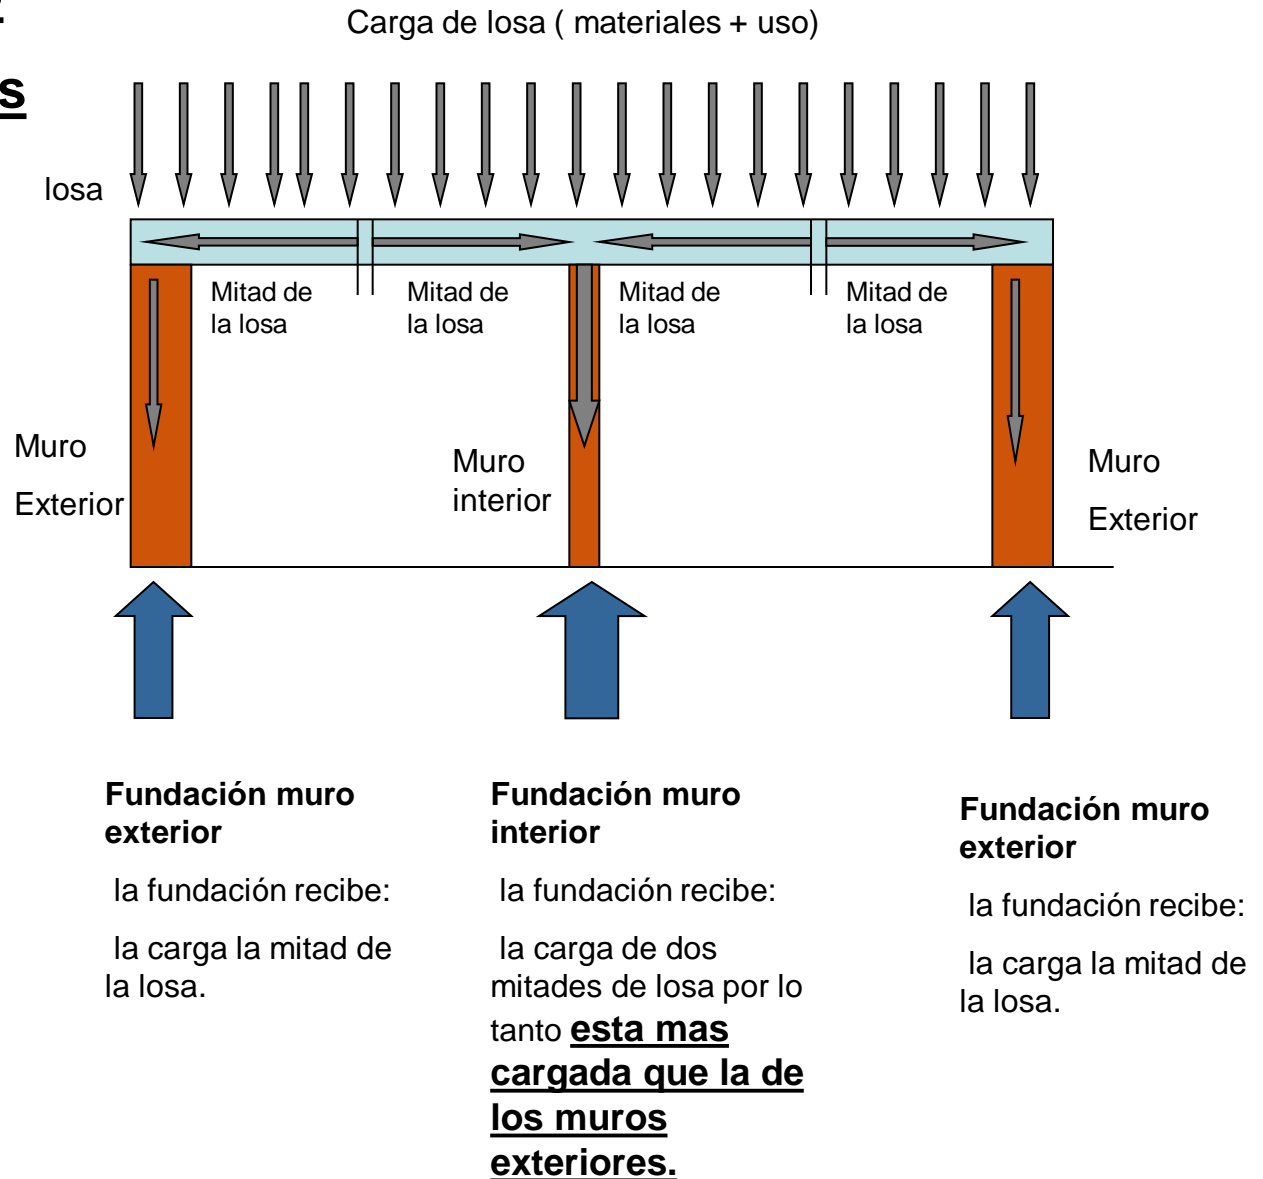 Carga de losa ( materiales + uso)
s
losa
Mitad de
la losa
Mitad de
la losa
Mitad de
la losa
Mitad de
la losa
Muro
Exterior
Muro
interior
Muro
Exterior
Fundación muro
exterior
la fundación recibe:
la carga la mitad de
la losa.
Fundación muro
interior
la fundación recibe:
la carga de dos
mitades de losa por lo
tanto esta mas
cargada que la de
los muros
exteriores.
Fundación muro
exterior
la fundación recibe:
la carga la mitad de
la losa.